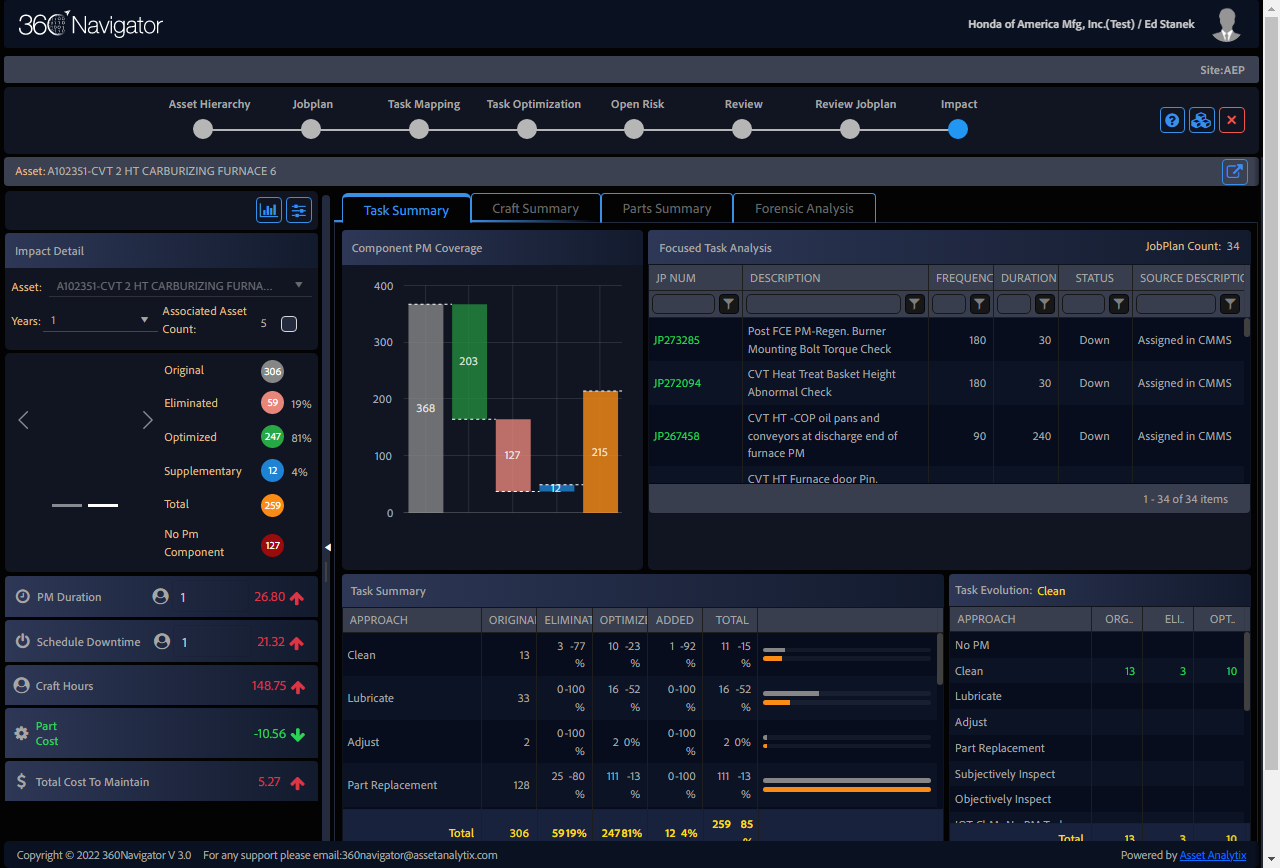 360 Navigator
Honda of America Mfg, Inc.(Test) / Ed Stanek
Site:AEP
Asset Hierarchy
Jobplan
Task Mapping
Task Optimization
Open Risk
Review
Review Jobplan
Impact
Asset: A102351-CVT 2 HT CARBURIZING FURNACE 6
Impact Detail
Asset: A102351-CVT 2 HT CARBURIZING FURNA...
Years: 1
Associated Asset
Count: 5
Original 306
Eliminated 59 19%
Optimized 247 81%
Supplementary 12 4%
Total 259
No Pm
Component 127
PM Duration 1 26.80
Schedule Downtime 1 21.32
Craft Hours 148.75
Part
Cost -10.56
Total Cost To Maintain 5.27
Task Summary
Craft Summary
Parts Summary
Forensic Analysis
Component PM Coverage
400
300
200
100
0
368
203
127
12
215
Focused Task Analysis
JobPlan Count: 34
JP NUM DESCRIPTION FREQUENC DURATION STATUS SOURCE DESCRIPTIO
JP273285 Post FCE PM-Regen. Burner Mounting Bolt Torque Check 180 30 Down Assigned in CMMS
JP272094 CVT Heat Treat Basket Height Abnormal Check 180 30 Down Assigned in CMMS
JP267458 CVT HT -COP oil pans and conveyors at discharge end of furnace PM 90 240 Down Assigned in CMMS
CVT HT Furnace door Pin,
1 - 34 of 34 items
Task Summary
APPROACH ORIGINAL ELIMINAT OPTIMIZE ADDED TOTAL
Clean 13 3 -77 % 10 -23 % 1 -92 % 11 -15 %
Lubricate 33 0-100 % 16 -52 % 0-100 % 16 -52 %
Adjust 2 0-100 % 2 0% 0-100 % 2 0%
Part Replacement 128 25 -80 % 111 -13 % 0-100 % 111 -13 %
Total 306 5919% 24781% 12 4% 259 85
Task Evolution: Clean
APPROACH ORG.. ELI.. OPT..
No PM
Clean 13 3 10
Lubricate
Adjust
Part Replacement
Subjectively Inspect
Objectively Inspect
Total 13 3 10
Copyright © 2022 360Navigator V 3.0 For any support please email:360navigator@assetanalytix.com
Powered by Asset Analytix